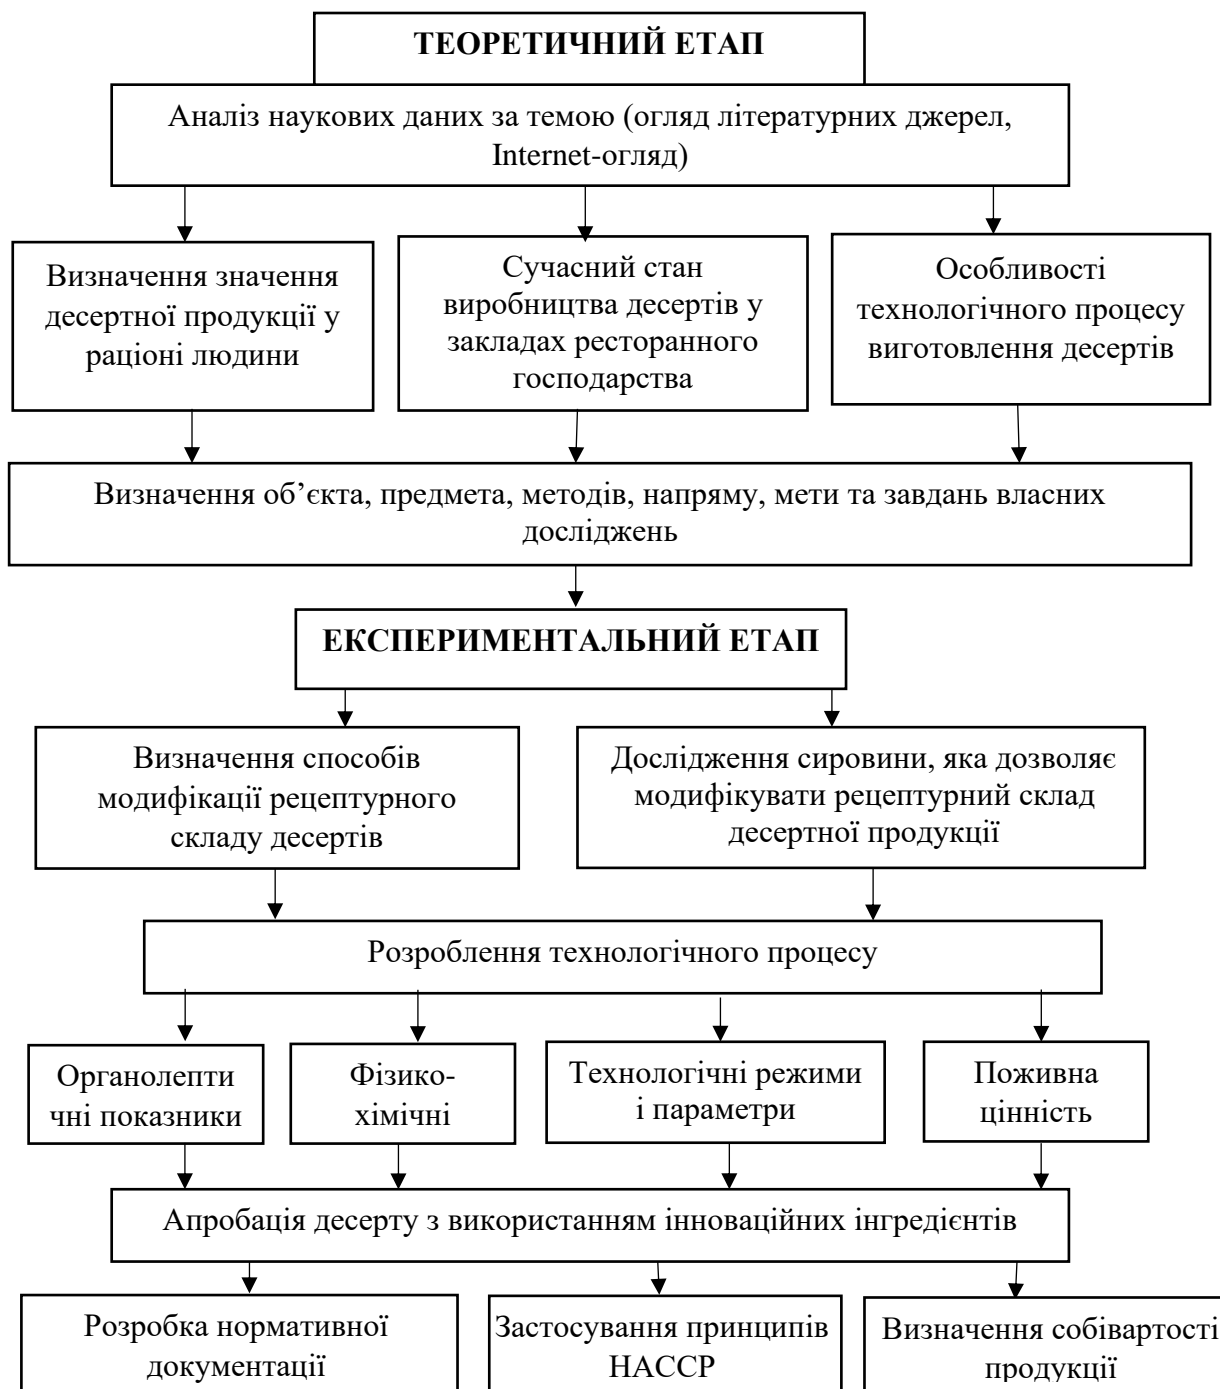 ТЕОРЕТИЧНИЙ ЕТАП
Аналіз наукових даних за темою (огляд літературних джерел,
Internet-огляд)
Визначення значення
десертної продукції у
раціоні людини
Сучасний стан
виробництва десертів у
закладах ресторанного
господарства
Особливості
технологічного процесу
виготовлення десертів
Визначення об’єкта, предмета, методів, напряму, мети та завдань власних
досліджень
ЕКСПЕРИМЕНТАЛЬНИЙ ЕТАП
Визначення способів
модифікації рецептурного
складу десертів
Дослідження сировини, яка дозволяє
модифікувати рецептурний склад
десертної продукції
Розроблення технологічного процесу
Органолепти
чні показники
Фізико-
хімічні
Технологічні режими
і параметри
Поживна
цінність
Апробація десерту з використанням інноваційних інгредієнтів
Розробка нормативної
документації
Застосування принципів
НАССР
Визначення собівартості
продукції